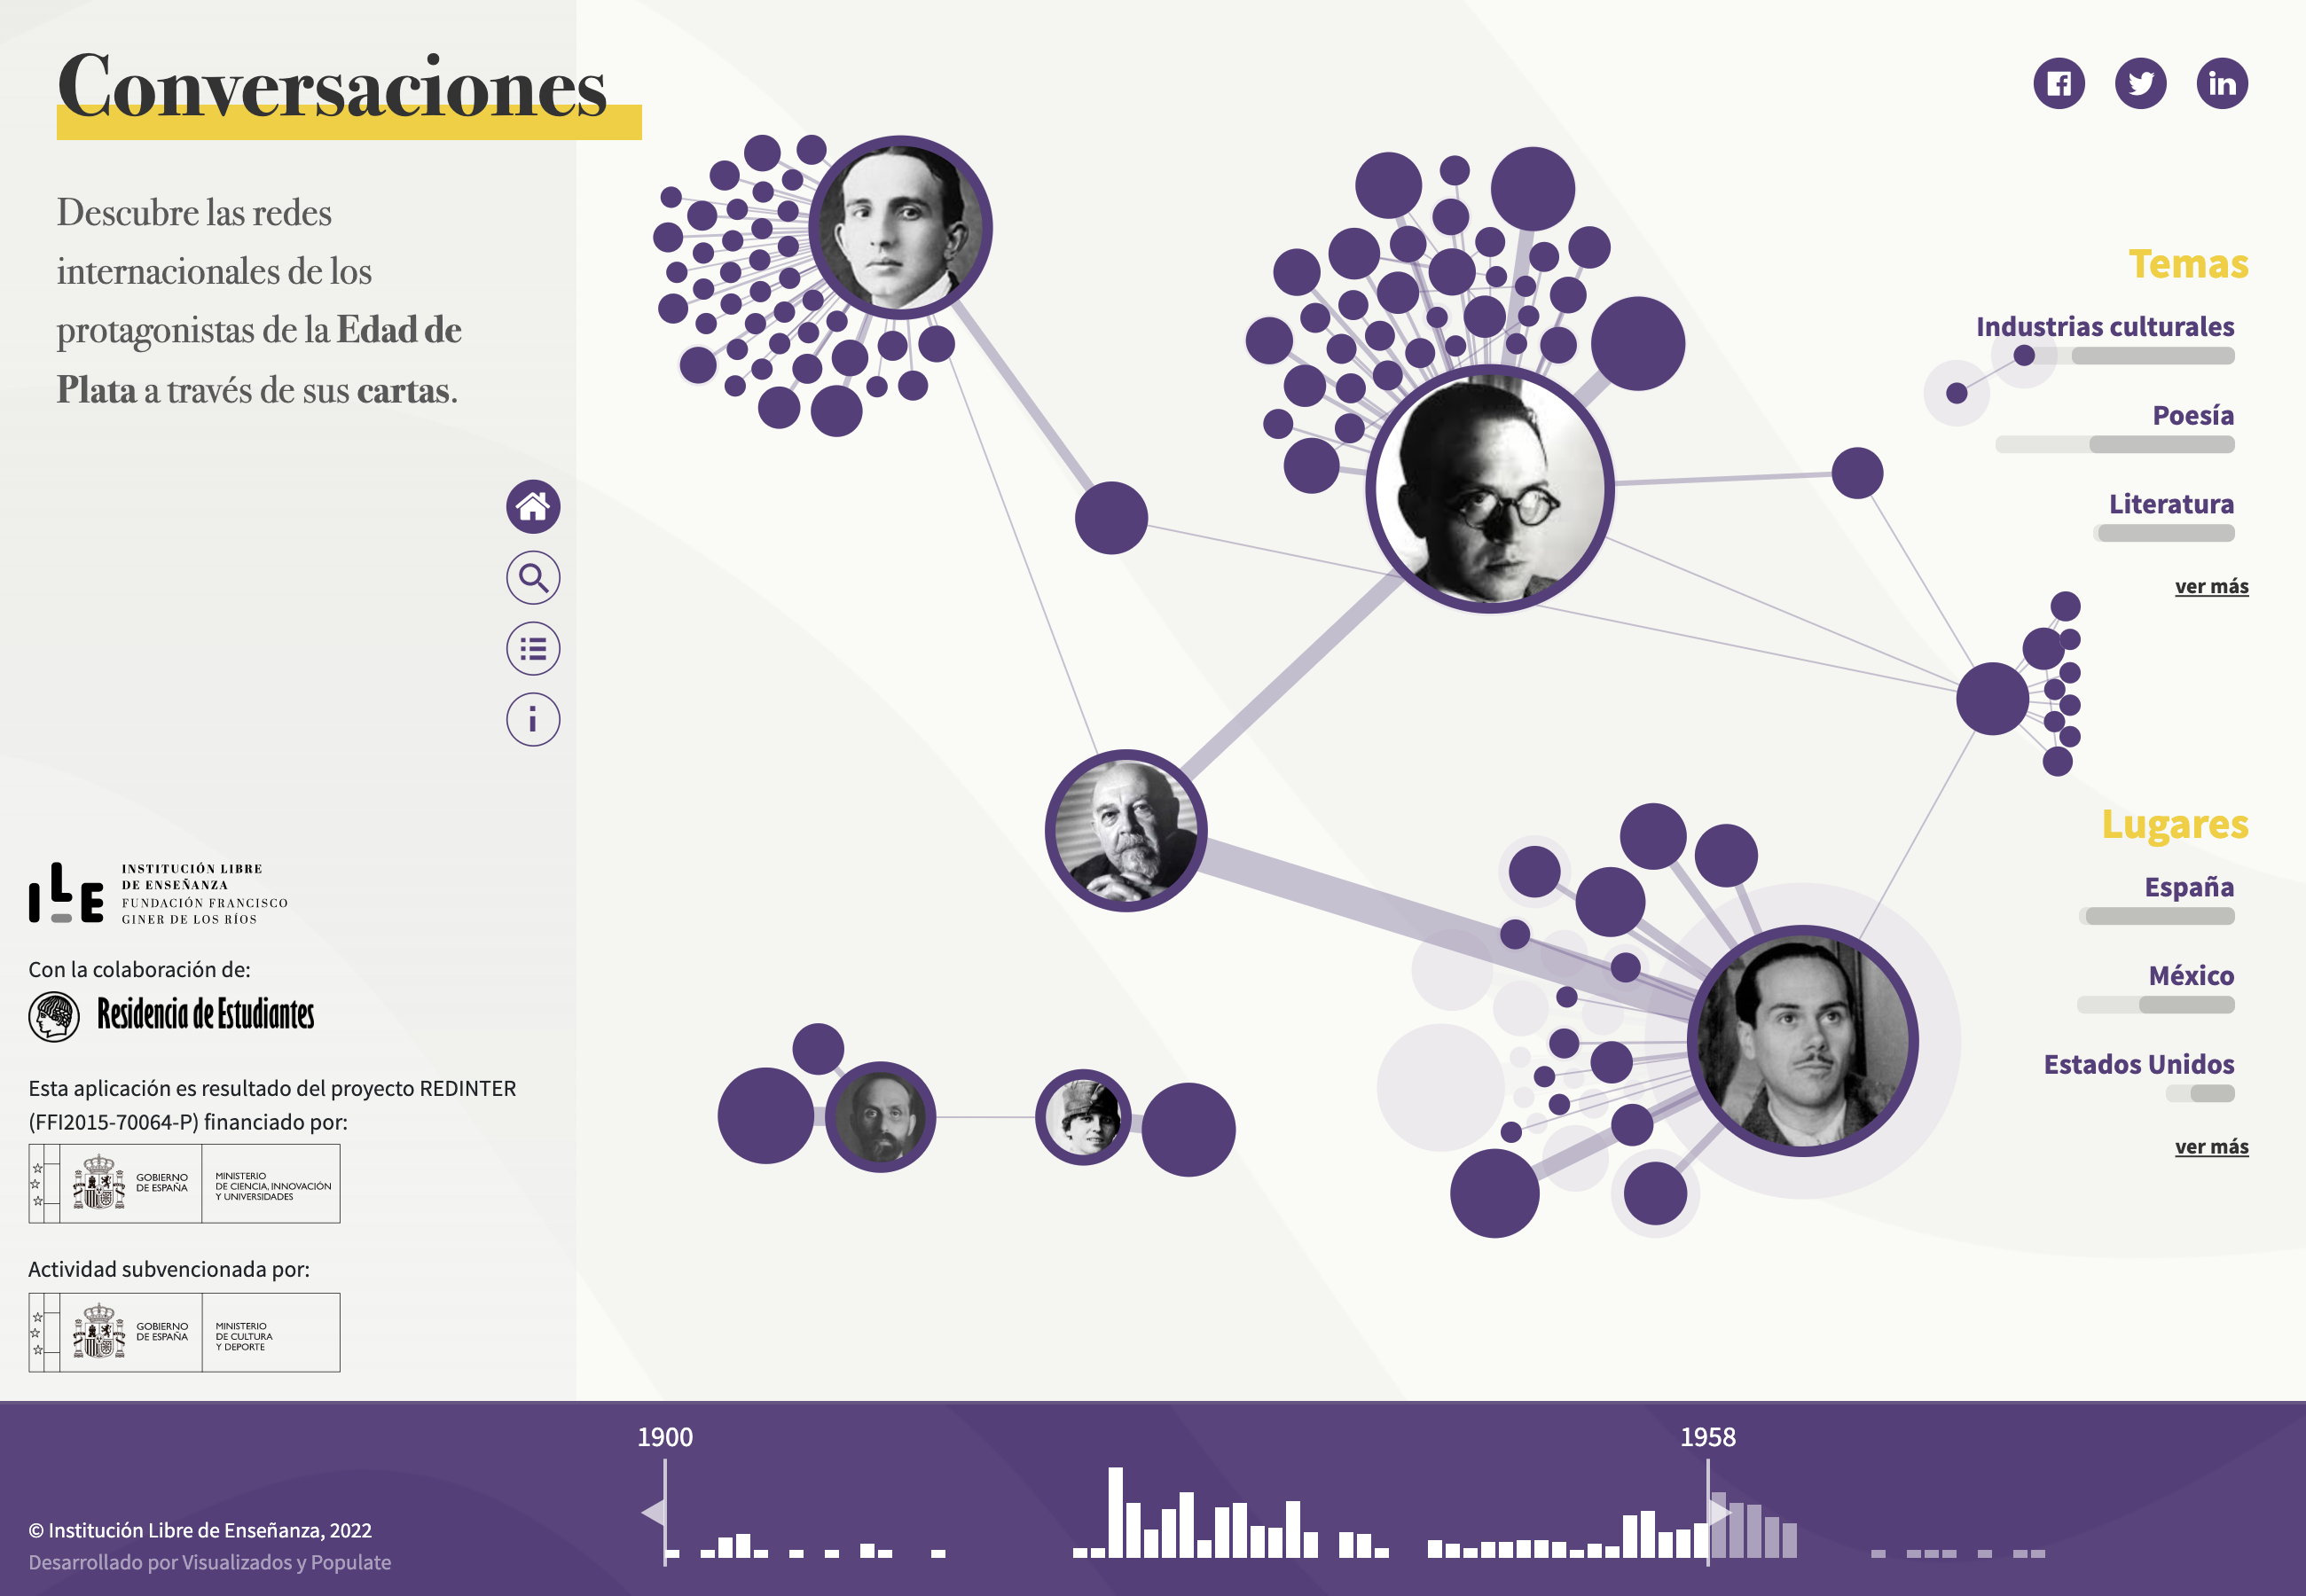 Conversaciones
Descubre las redes
internacionales de los
protagonistas de la Edad de
Plata a través de sus cartas.
INSTITUCIÓN LIBRE
DE ENSEÑANZA
FUNDACIÓN FRANCISCO
GINER DE LOS RÍOS
ILE
Con la colaboración de:
Residencia de Estudiantes
Esta aplicación es resultado del proyecto REDINTER
(FFI2015-70064-P) financiado por:
GOBIERNO
DE ESPAÑA
MINISTERIO
DE CIENCIA, INNOVACIÓN
Y UNIVERSIDADES
Actividad subvencionada por:
GOBIERNO
DE ESPAÑA
MINISTERIO
DE CULTURA
Y DEPORTE
Temas
Industrias culturales
Poesía
Literatura
ver más
Lugares
España
México
Estados Unidos
ver más
1900
1958
© Institución Libre de Enseñanza, 2022
Desarrollado por Visualizados y Populate